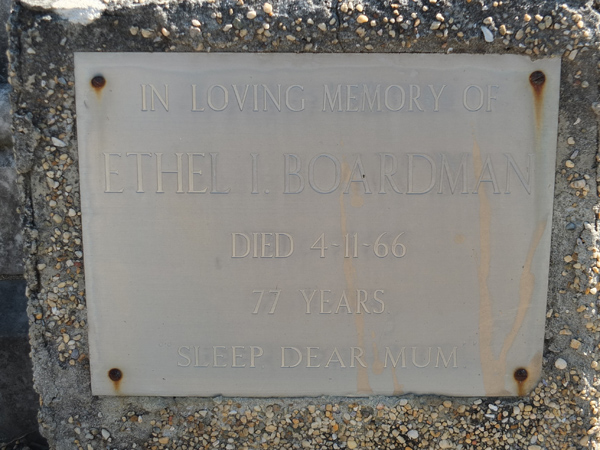 IN LOVING MEMORY OF
ETHEL I. BOARDMAN
DIED 4-11-66
77 YEARS
SLEEP DEAR MUM